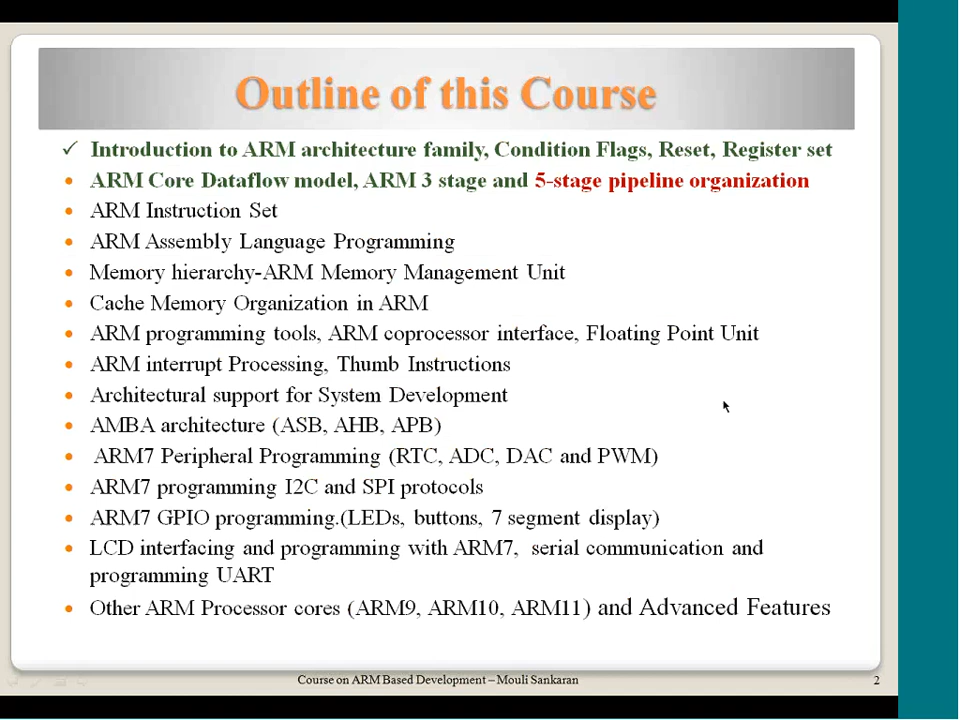 Outline of this Course
✓ Introduction to ARM architecture family, Condition Flags, Reset, Register set
• ARM Core Dataflow model, ARM 3 stage and 5-stage pipeline organization
• ARM Instruction Set
• ARM Assembly Language Programming
• Memory hierarchy-ARM Memory Management Unit
• Cache Memory Organization in ARM
• ARM programming tools, ARM coprocessor interface, Floating Point Unit
• ARM interrupt Processing, Thumb Instructions
• Architectural support for System Development
• AMBA architecture (ASB, AHB, APB)
• ARM7 Peripheral Programming (RTC, ADC, DAC and PWM)
• ARM7 programming I2C and SPI protocols
• ARM7 GPIO programming.(LEDs, buttons, 7 segment display)
• LCD interfacing and programming with ARM7, serial communication and
programming UART
• Other ARM Processor cores (ARM9, ARM10, ARM11) and Advanced Features
Course on ARM Based Development – Mouli Sankaran 2